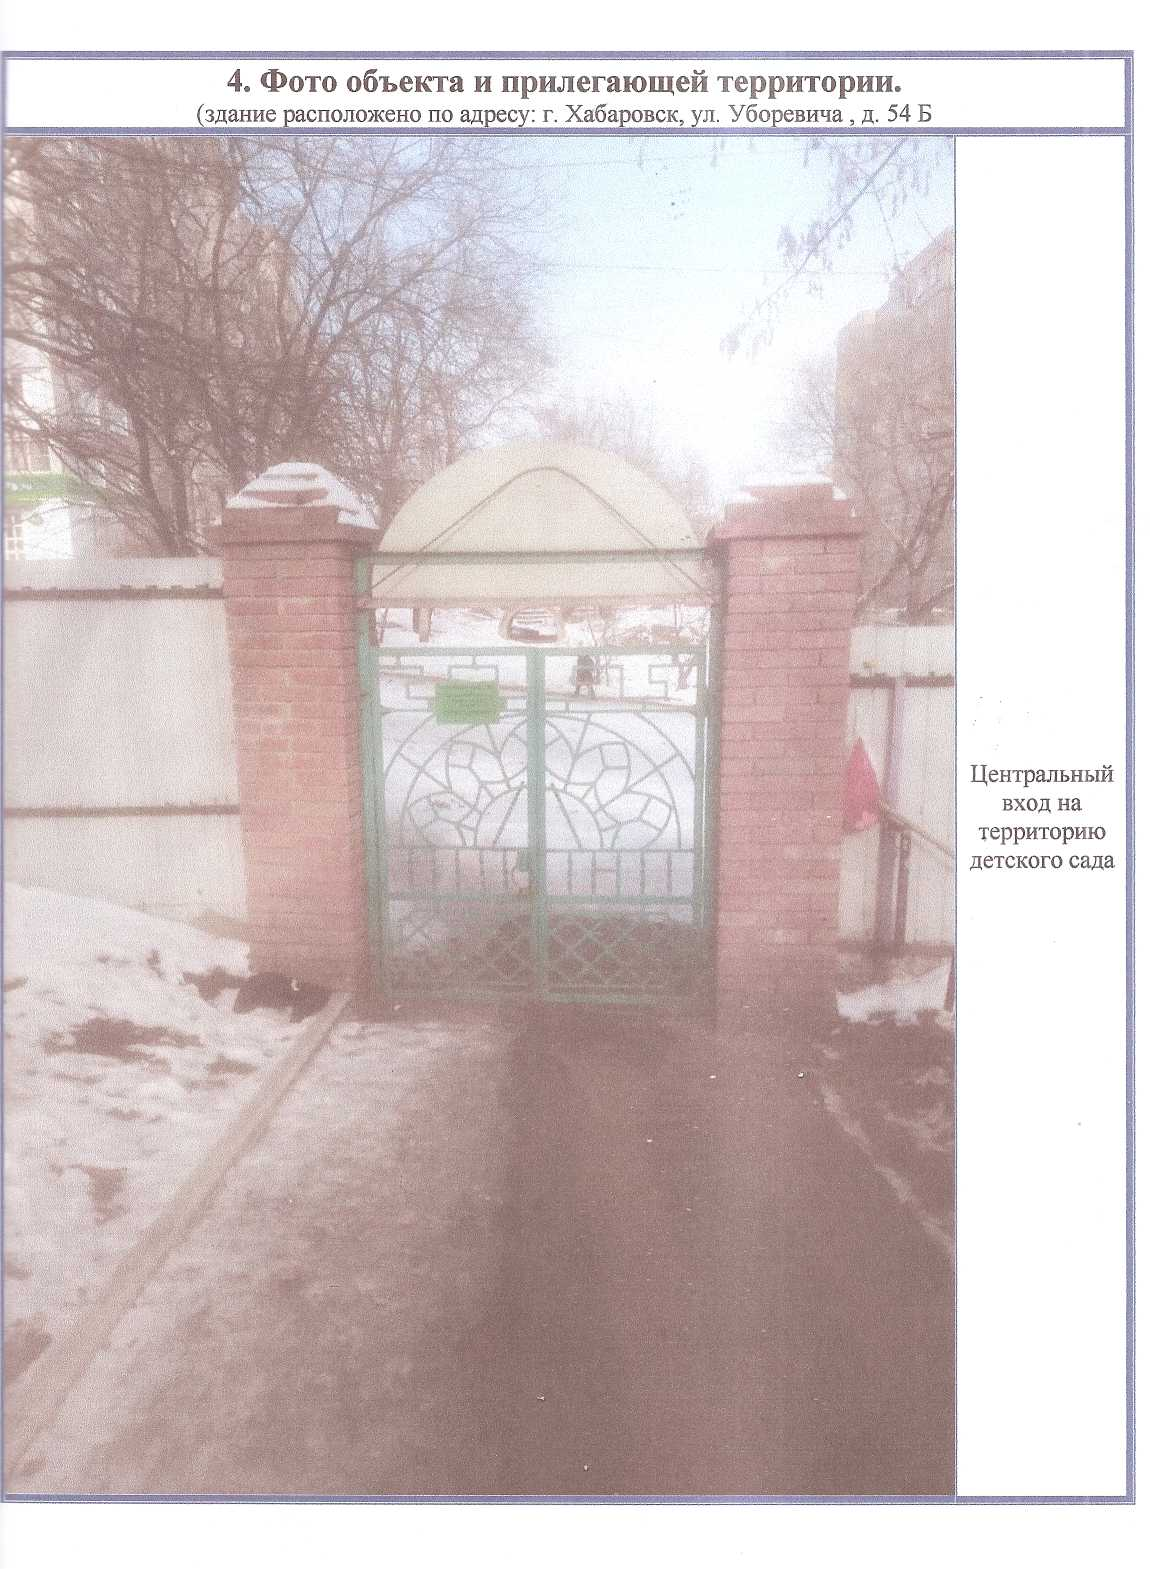 4. Фото объекта и прилегающей территории.
(здание расположено по адресу: г. Хабаровск, ул. Уборевича , д. 54 Б
Центральный
вход на
территорию
детского сада